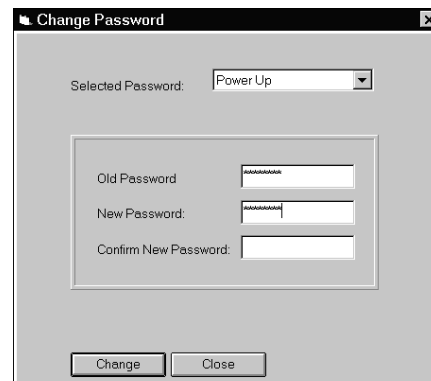 Change Password
Selected Password: Power Up
Old Password ********
New Password: ********
Confirm New Password:
Change Close